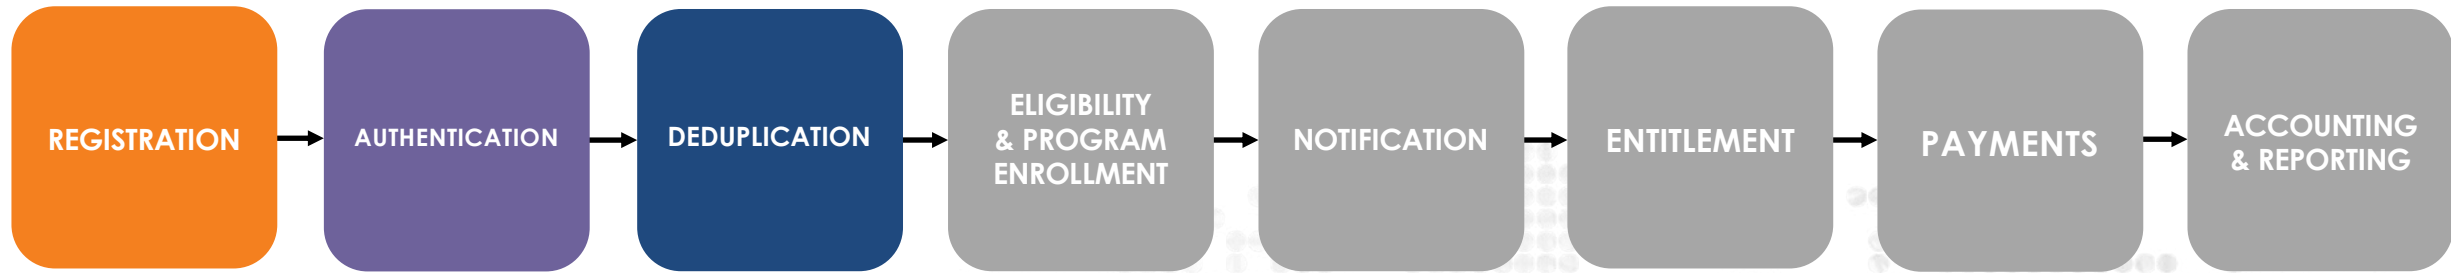 REGISTRATION
AUTHENTICATION
DEDUPLICATION
ELIGIBILITY
& PROGRAM
ENROLLMENT
NOTIFICATION
ENTITLEMENT
PAYMENTS
ACCOUNTING
& REPORTING